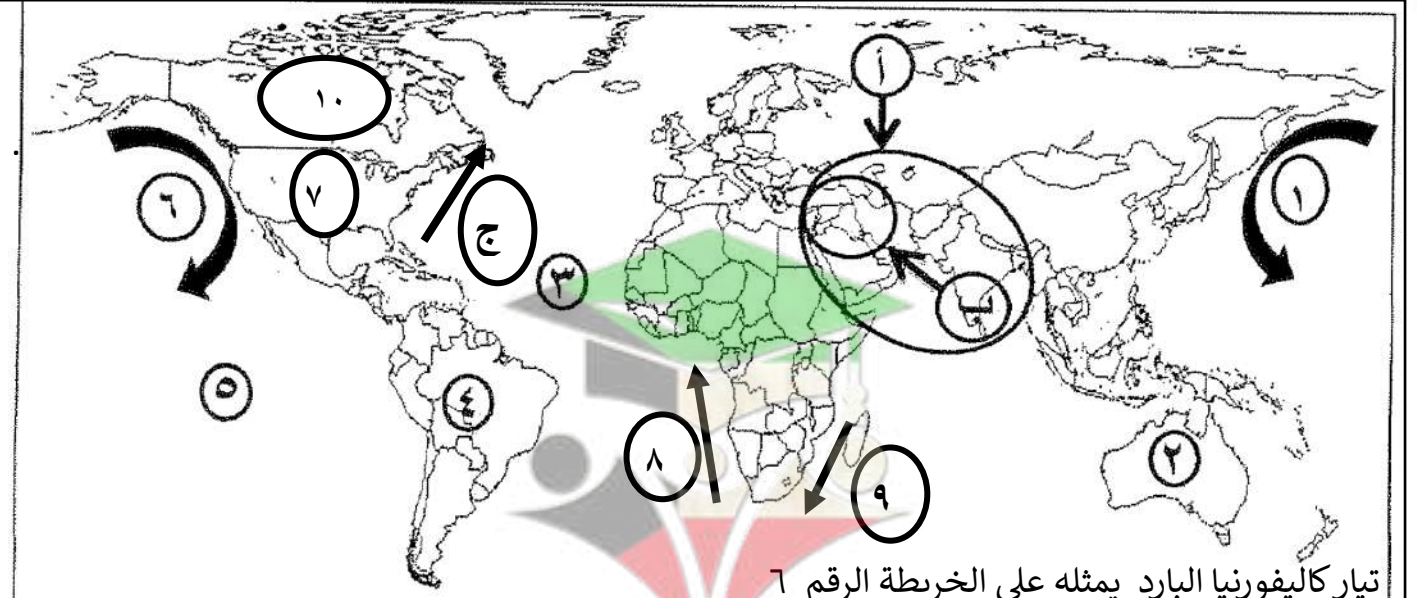 أ
١٠
١
٧
٦
ج
٣
ب
٥
٤
٢
٨
٩
تيار كاليفورنيا البارد يمثله على الخريطة الرقم ٦